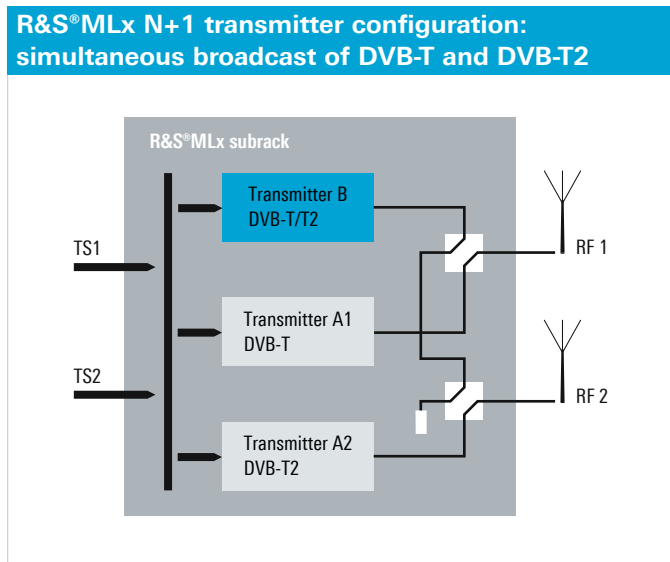 R&S®MLx N+1 transmitter configuration:
simultaneous broadcast of DVB-T and DVB-T2
R&S®MLx subrack
Transmitter B
DVB-T/T2
TS1
RF 1
Transmitter A1
DVB-T
TS2
RF 2
Transmitter A2
DVB-T2